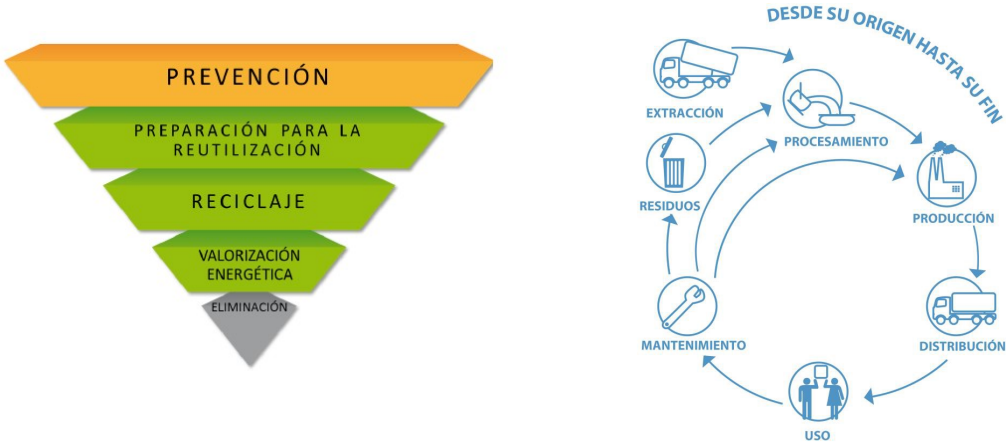 PREVENCIÓN
PREPARACIÓN PARA LA
REUTILIZACIÓN
RECICLAJE
VALORIZACIÓN
ENERGÉTICA
ELIMINACIÓN
DESDE SU ORIGEN HASTA SU FIN
EXTRACCIÓN
PROCESAMIENTO
RESIDUOS
PRODUCCIÓN
MANTENIMIENTO
DISTRIBUCIÓN
USO